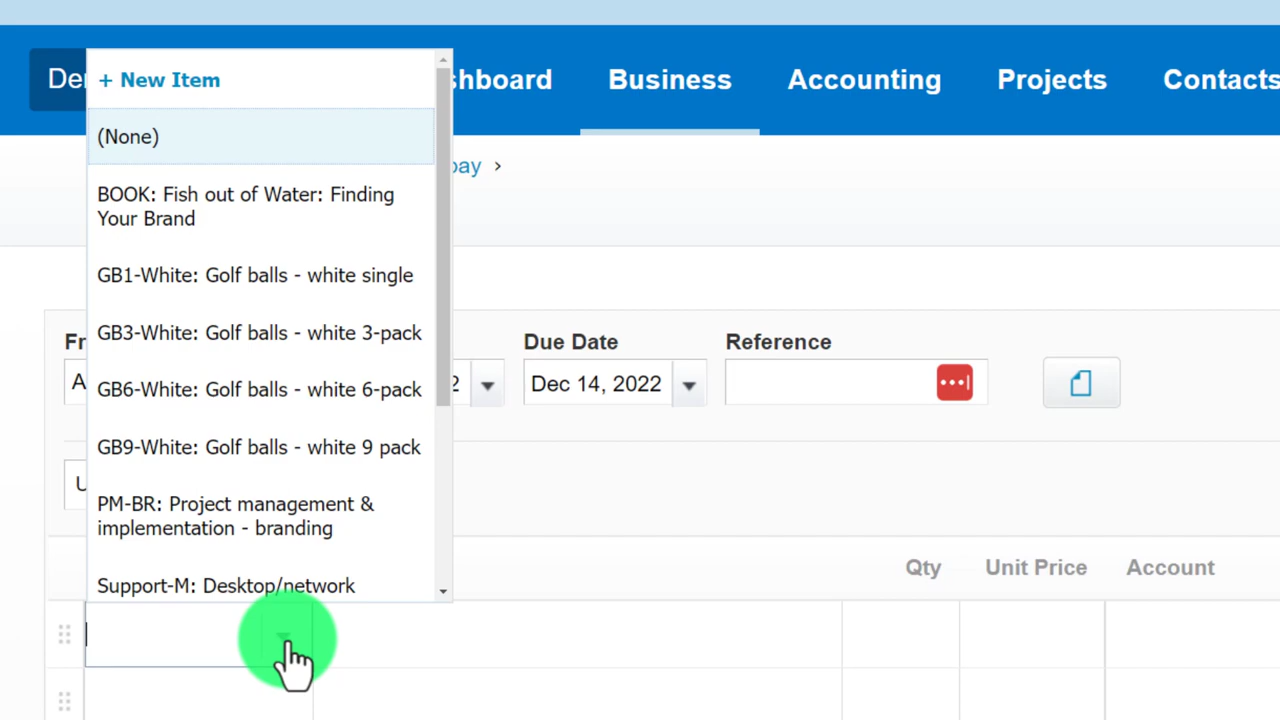 De
shboard
Business
Accounting
Projects
Contacts
+ New Item
(None)
pay ›
BOOK: Fish out of Water: Finding
Your Brand
GB1-White: Golf balls - white single
GB3-White: Golf balls - white 3-pack
GB6-White: Golf balls - white 6-pack
GB9-White: Golf balls - white 9 pack
PM-BR: Project management &
implementation - branding
Support-M: Desktop/network
Fr
Due Date
Reference
A
2
Dec 14, 2022
U
Qty
Unit Price
Account